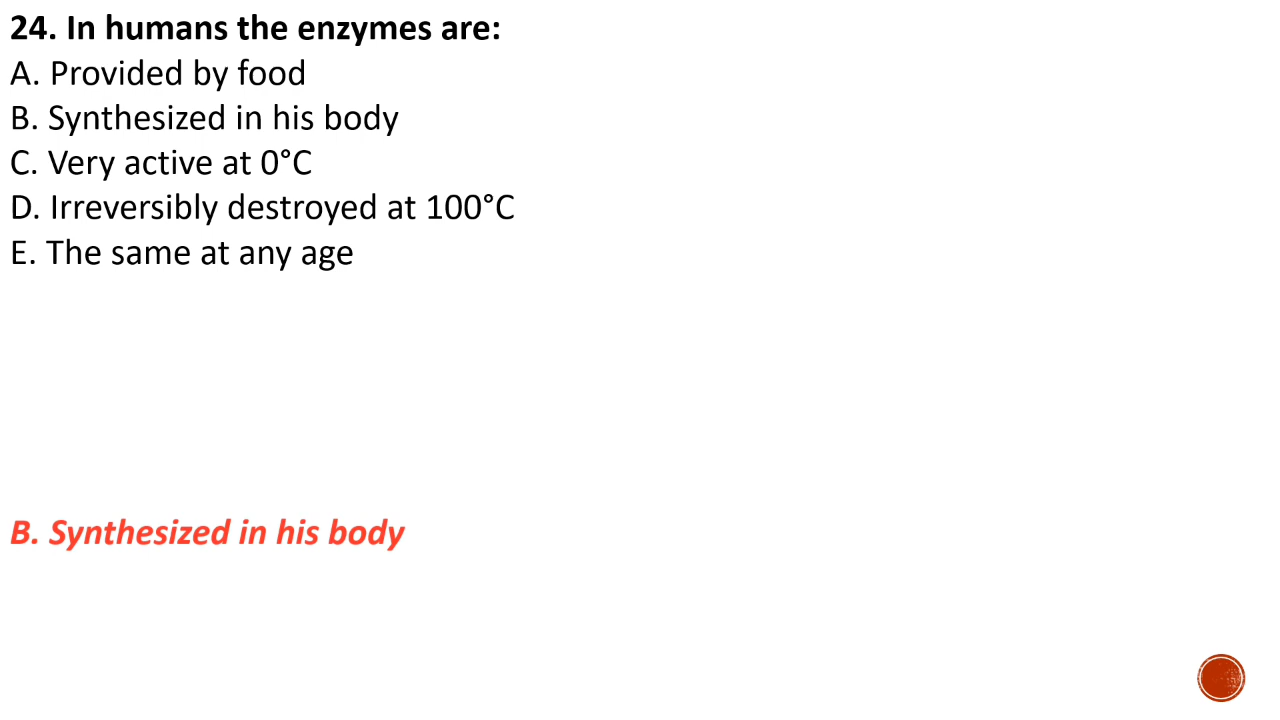 24. In humans the enzymes are:
A. Provided by food
B. Synthesized in his body
C. Very active at 0°C
D. Irreversibly destroyed at 100°C
E. The same at any age
B. Synthesized in his body